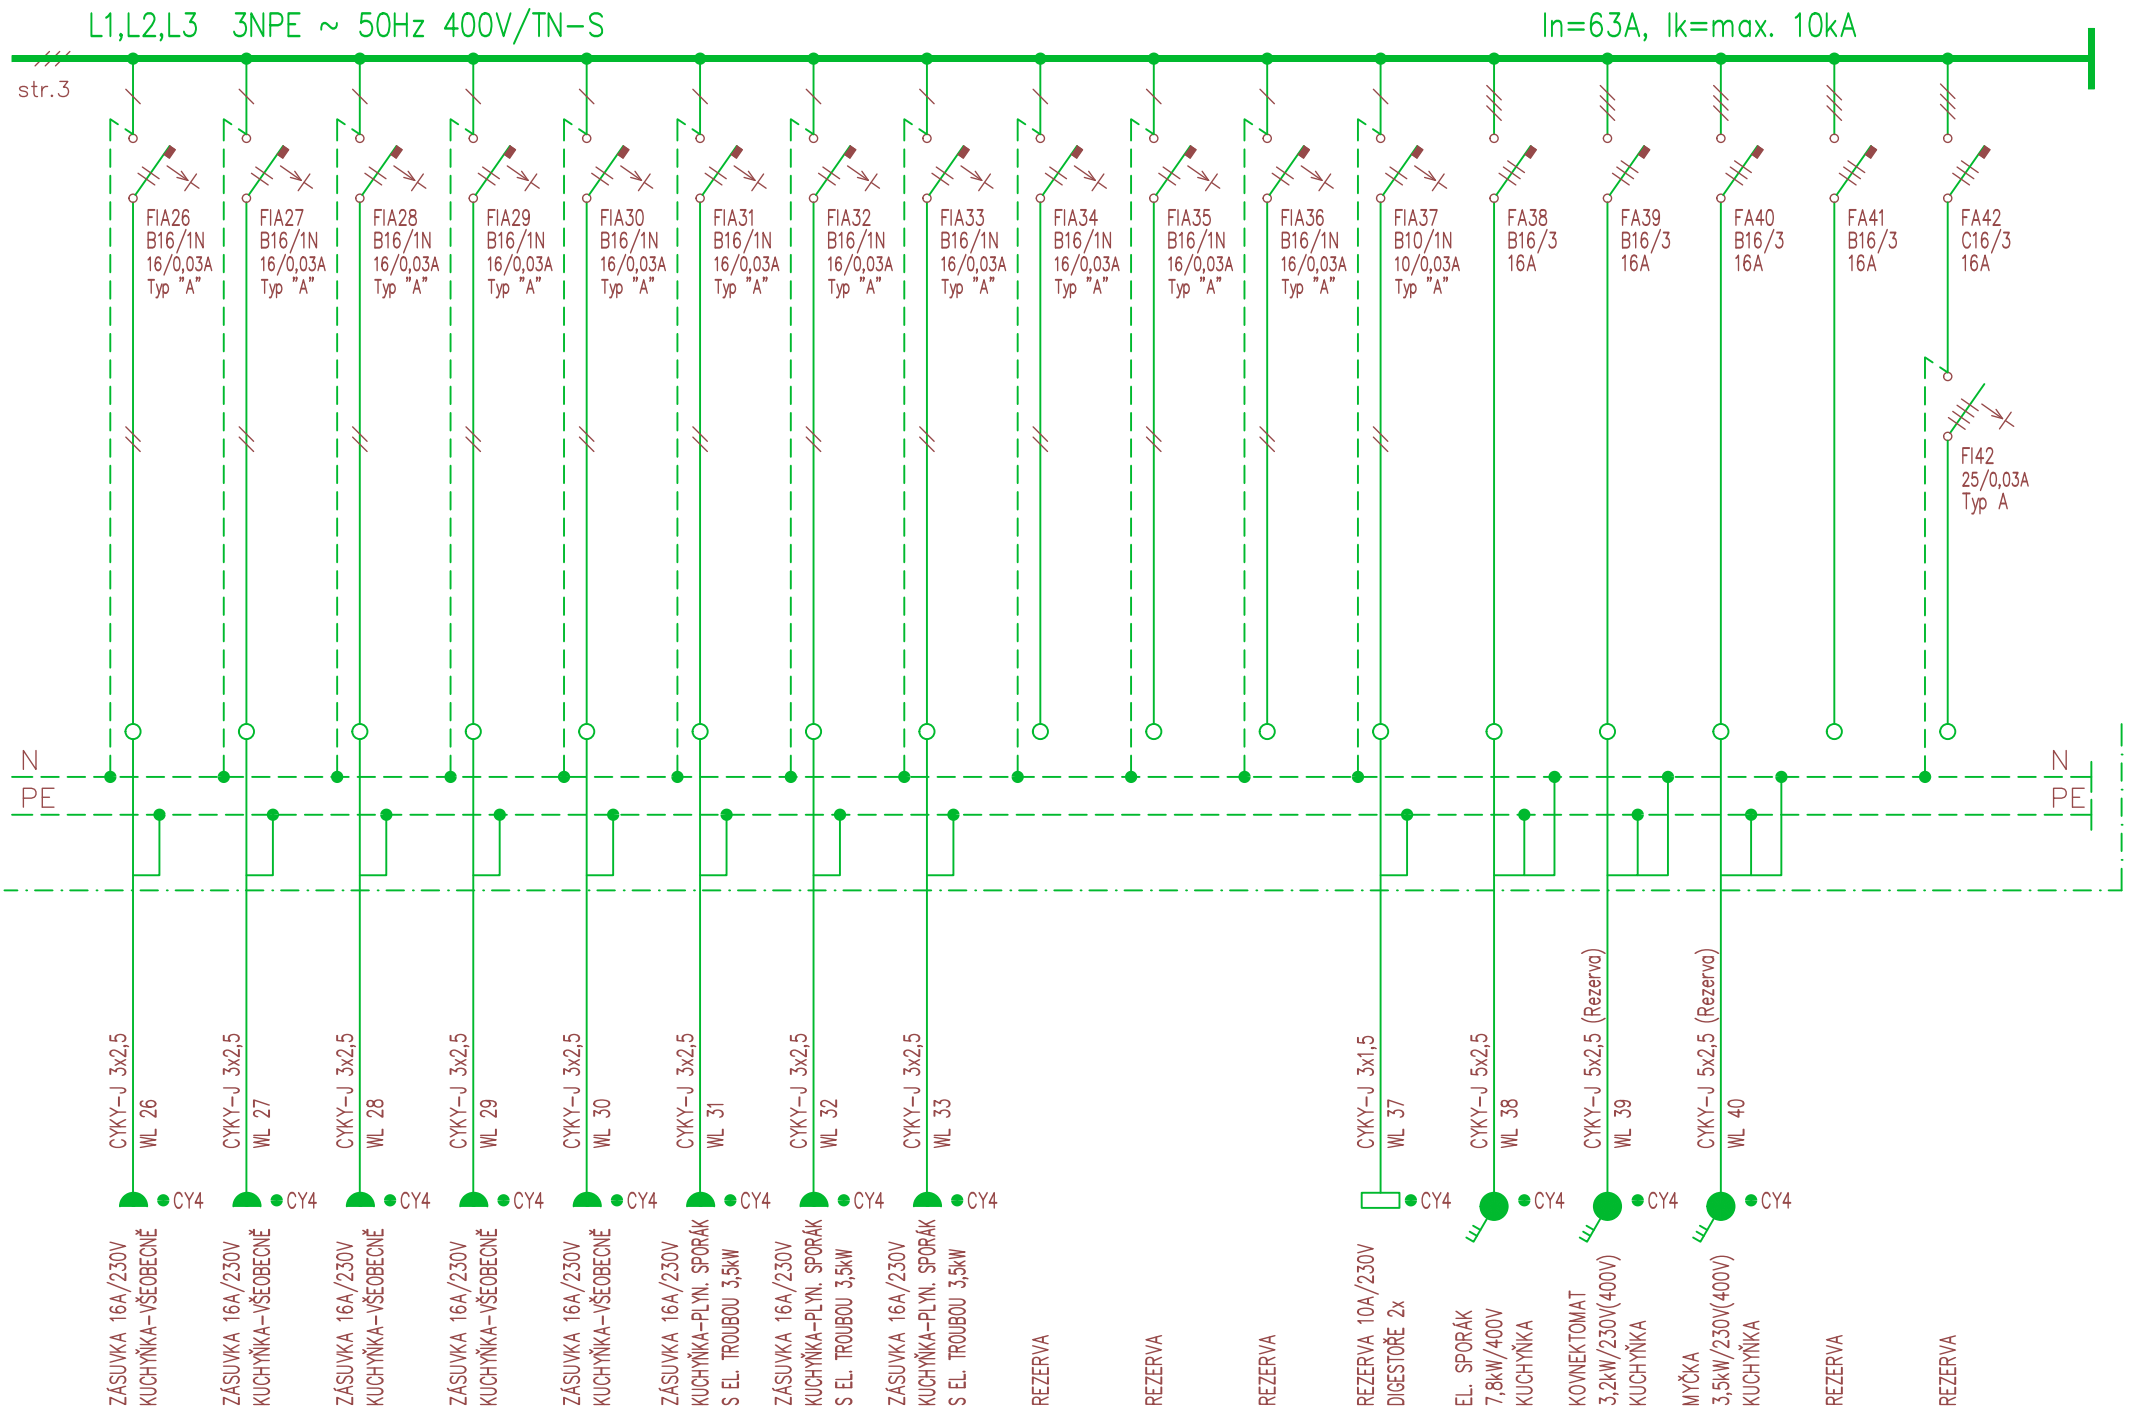 L1,L2,L3 3NPE ~ 50Hz 400V/TN-S
In=63A, Ik=max. 10kA
str.3
FIA26
B16/1N
16/0,03A
Typ "A"
FIA27
B16/1N
16/0,03A
Typ "A"
FIA28
B16/1N
16/0,03A
Typ "A"
FIA29
B16/1N
16/0,03A
Typ "A"
FIA30
B16/1N
16/0,03A
Typ "A"
FIA31
B16/1N
16/0,03A
Typ "A"
FIA32
B16/1N
16/0,03A
Typ "A"
FIA33
B16/1N
16/0,03A
Typ "A"
FIA34
B16/1N
16/0,03A
Typ "A"
FIA35
B16/1N
16/0,03A
Typ "A"
FIA36
B16/1N
16/0,03A
Typ "A"
FIA37
B10/1N
10/0,03A
Typ "A"
FA38
B16/3
16A
FA39
B16/3
16A
FA40
B16/3
16A
FA41
B16/3
16A
FA42
C16/3
16A
FI42
25/0,03A
Typ A
N
N
PE
PE
CYKY-J 3x2,5
WL 26
CYKY-J 3x2,5
WL 27
CYKY-J 3x2,5
WL 28
CYKY-J 3x2,5
WL 29
CYKY-J 3x2,5
WL 30
CYKY-J 3x2,5
WL 31
CYKY-J 3x2,5
WL 32
CYKY-J 3x2,5
WL 33
CYKY-J 3x1,5
WL 37
CYKY-J 5x2,5
WL 38
CYKY-J 5x2,5 (Rezerva)
WL 39
CYKY-J 5x2,5 (Rezerva)
WL 40
CY4
CY4
CY4
CY4
CY4
CY4
CY4
CY4
CY4
CY4
CY4
CY4
ZÁSUVKA 16A/230V
KUCHYŇKA-VŠEOBECNĚ
ZÁSUVKA 16A/230V
KUCHYŇKA-VŠEOBECNĚ
ZÁSUVKA 16A/230V
KUCHYŇKA-VŠEOBECNĚ
ZÁSUVKA 16A/230V
KUCHYŇKA-VŠEOBECNĚ
ZÁSUVKA 16A/230V
KUCHYŇKA-VŠEOBECNĚ
ZÁSUVKA 16A/230V
KUCHYŇKA-PLYN. SPORÁK
S EL. TROUBOU 3,5kW
ZÁSUVKA 16A/230V
KUCHYŇKA-PLYN. SPORÁK
S EL. TROUBOU 3,5kW
ZÁSUVKA 16A/230V
KUCHYŇKA-PLYN. SPORÁK
S EL. TROUBOU 3,5kW
REZERVA
REZERVA
REZERVA
REZERVA 10A/230V
DIGESTOŘE 2x
EL. SPORÁK
7,8kW/400V
KUCHYŇKA
KOVNEKTOMAT
3,2kW/230V(400V)
KUCHYŇKA
MYČKA
3,5kW/230V(400V)
KUCHYŇKA
REZERVA
REZERVA